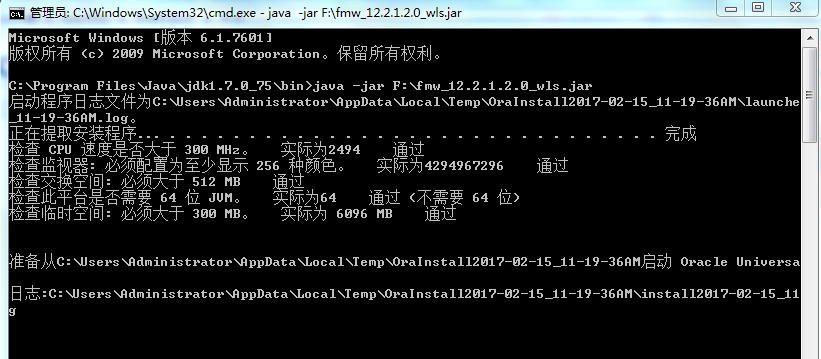 管理员: C:\Windows\System32\cmd.exe - java -jar F:\fmw_12.2.1.2.0_wls.jar
Microsoft Windows [版本 6.1.7601]
版权所有 (c) 2009 Microsoft Corporation。保留所有权利。
C:\Program Files\Java\jdk1.7.0_75\bin>java -jar F:\fmw_12.2.1.2.0_wls.jar
启动程序日志文件为C:\Users\Administrator\AppData\Local\Temp\OraInstall2017-02-15_11-19-36AM\launche
_11-19-36AM.log。
正在提取安装程序. . . . . . . . . . . . . . . . . . . . . . . . . . . . . . . . . . . . . . 完成
检查 CPU 速度是否大于 300 MHz。 实际为2494 通过
检查监视器: 必须配置为至少显示 256 种颜色。 实际为4294967296 通过
检查交换空间: 必须大于 512 MB 通过
检查此平台是否需要 64 位 JVM。 实际为64 通过 (不需要 64 位)
检查临时空间: 必须大于 300 MB。 实际为 6096 MB 通过
准备从C:\Users\Administrator\AppData\Local\Temp\OraInstall2017-02-15_11-19-36AM启动 Oracle Universa
日志:C:\Users\Administrator\AppData\Local\Temp\OraInstall2017-02-15_11-19-36AM\install2017-02-15_11
g